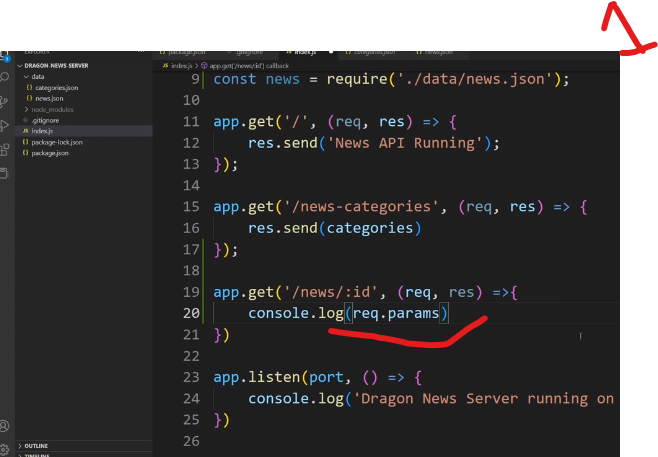 EXPLORER
package.json
.gitignore
index.js
categories.json
news.json
DRAGON-NEWS-SERVER
data
categories.json
news.json
node_modules
.gitignore
index.js
package-lock.json
package.json
OUTLINE
TIMELINE
index.js > app.get('/news/:id') callback
9 const news = require('./data/news.json');
10
11 app.get('/', (req, res) => {
12 res.send('News API Running');
13 });
14
15 app.get('/news-categories', (req, res) => {
16 res.send(categories)
17 });
18
19 app.get('/news/:id', (req, res) =>{
20 console.log(req.params)
21 })
22
23 app.listen(port, () => {
24 console.log('Dragon News Server running on
25 })
26